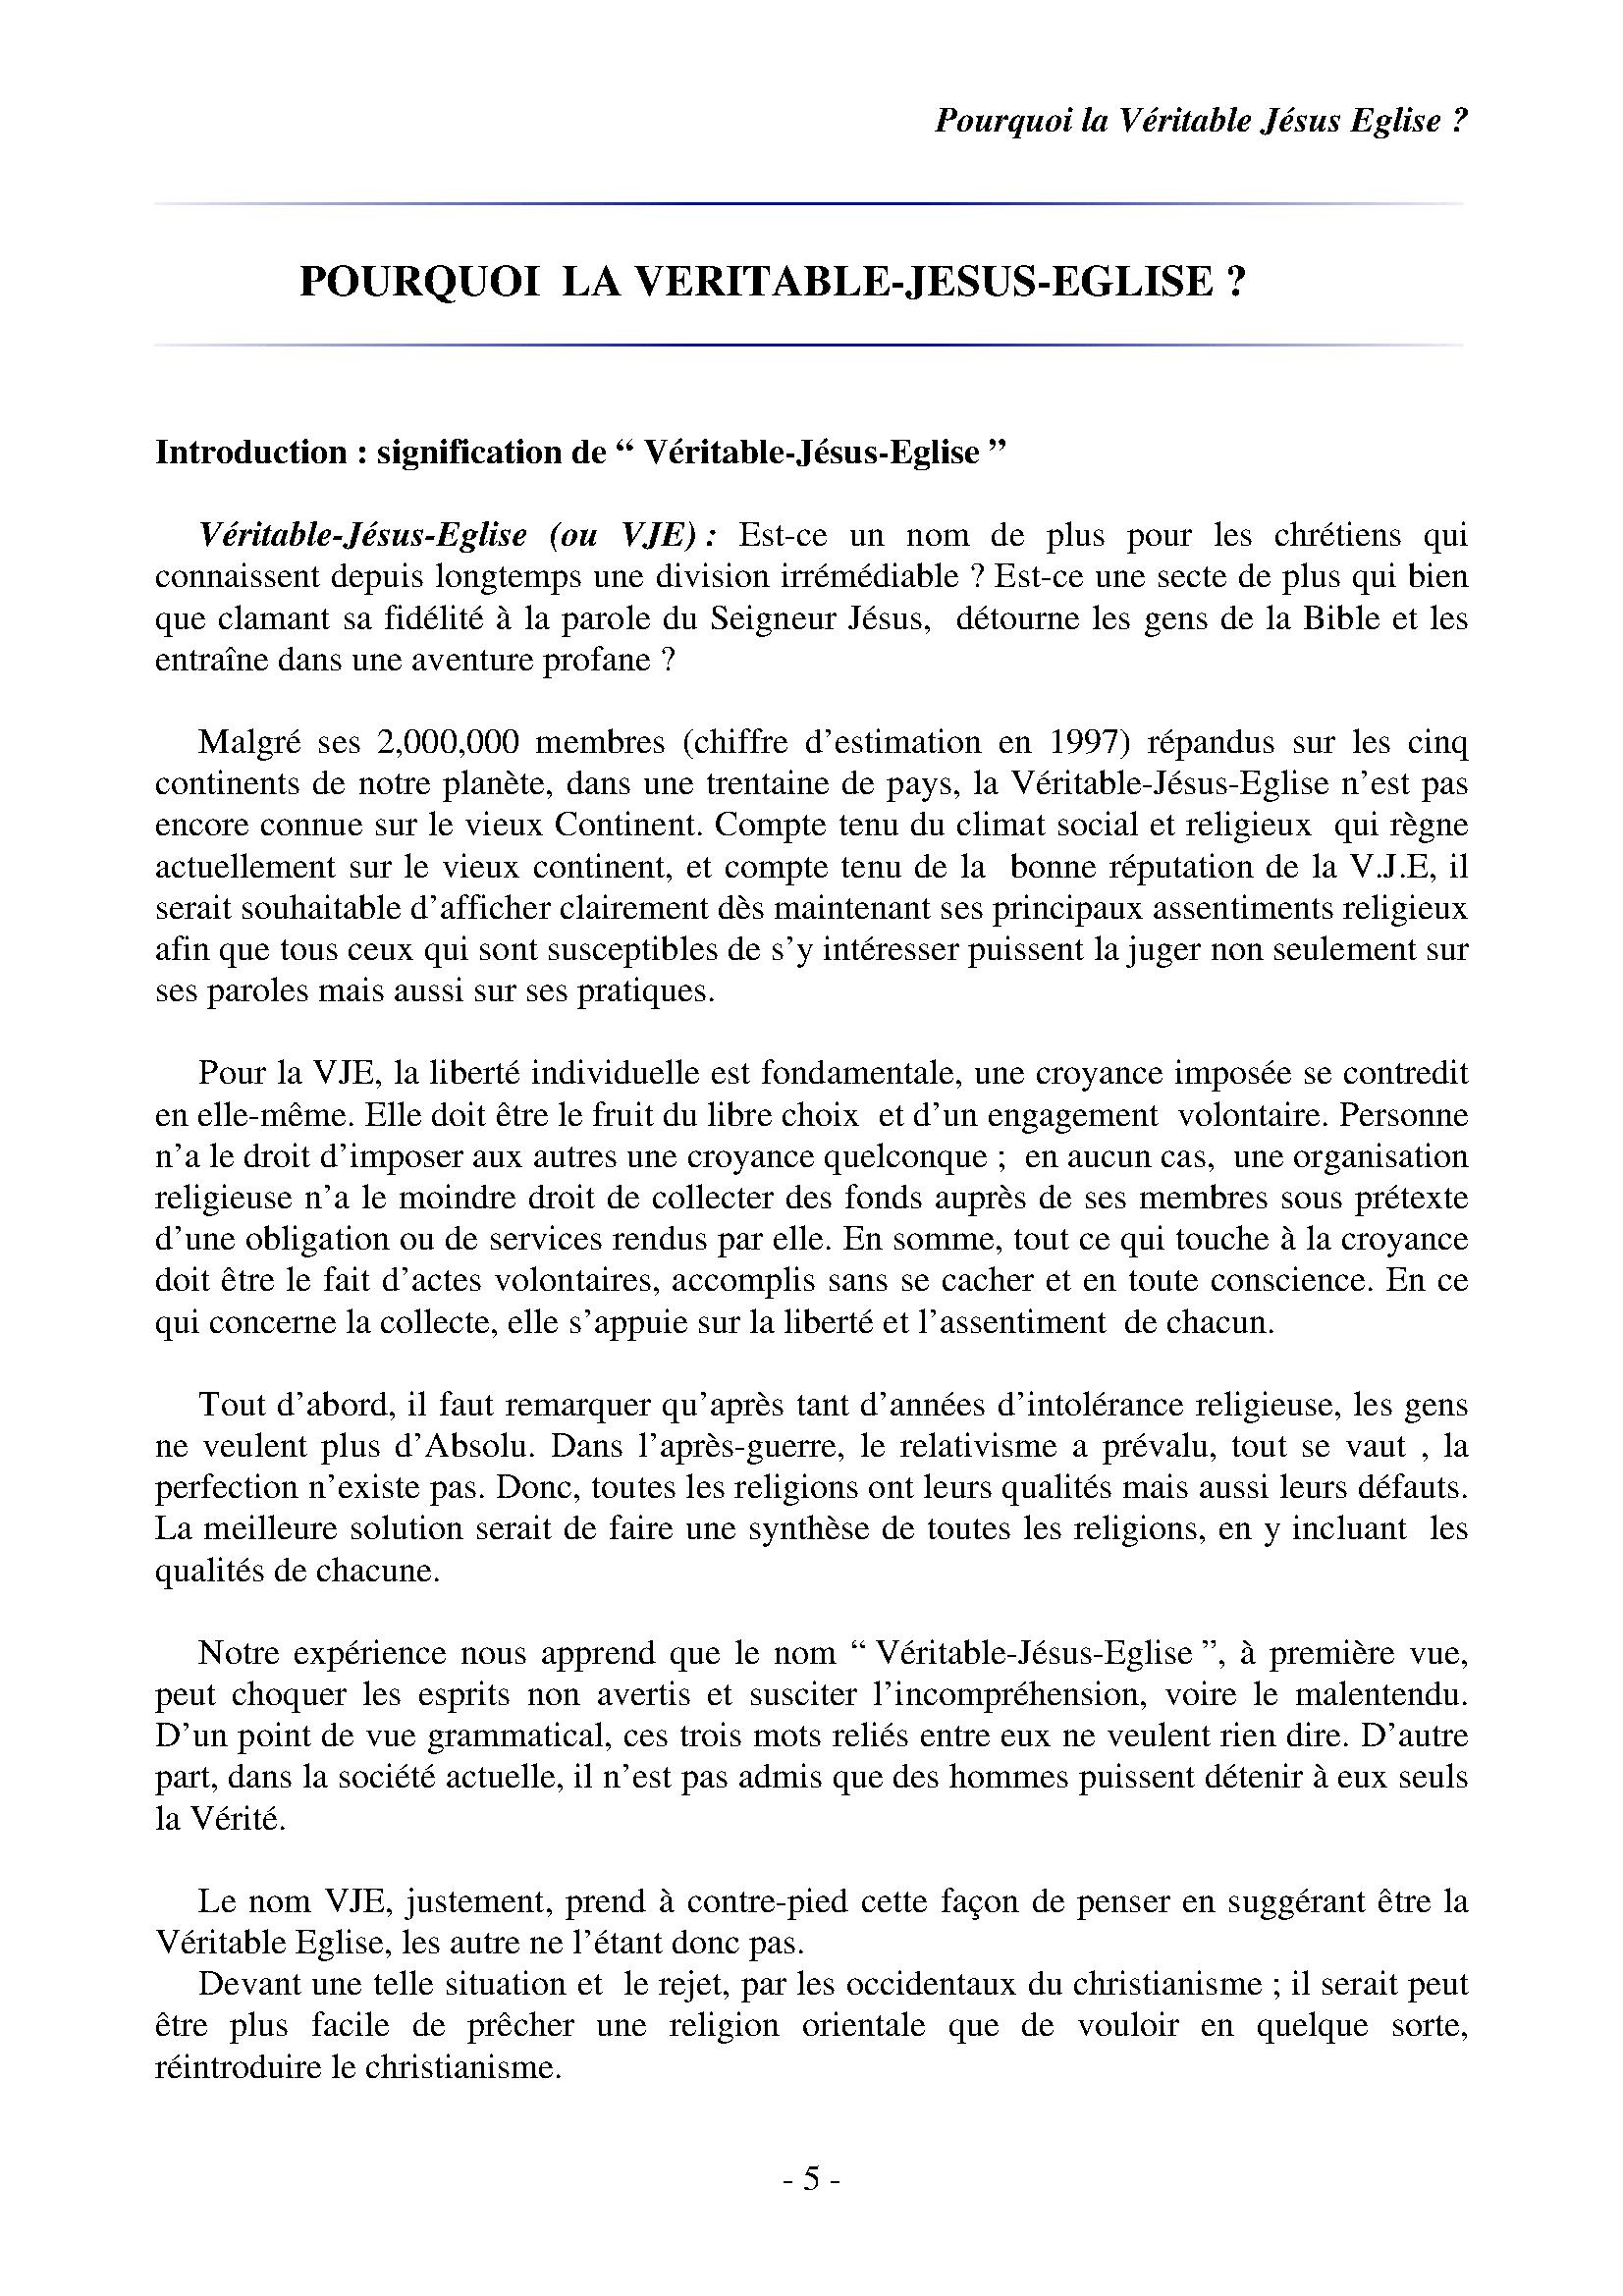 Pourquoi la Véritable Jésus Eglise ?
POURQUOI  LA VERITABLE-JESUS-EGLISE ?
Introduction : signification de “ Véritable-Jésus-Eglise ”
Véritable-Jésus-Eglise (ou VJE) : Est-ce un nom de plus pour les chrétiens qui
connaissent depuis longtemps une division irrémédiable ? Est-ce une secte de plus qui bien
que clamant sa fidélité à la parole du Seigneur Jésus,  détourne les gens de la Bible et les
entraîne dans une aventure profane ?
Malgré ses 2,000,000 membres (chiffre d’estimation en 1997) répandus sur les cinq
continents de notre planète, dans une trentaine de pays, la Véritable-Jésus-Eglise n’est pas
encore connue sur le vieux Continent. Compte tenu du climat social et religieux  qui règne
actuellement sur le vieux continent, et compte tenu de la  bonne réputation de la V.J.E, il
serait souhaitable d’afficher clairement dès maintenant ses principaux assentiments religieux
afin que tous ceux qui sont susceptibles de s’y intéresser puissent la juger non seulement sur
ses paroles mais aussi sur ses pratiques.
Pour la VJE, la liberté individuelle est fondamentale, une croyance imposée se contredit
en elle-même. Elle doit être le fruit du libre choix  et d’un engagement  volontaire. Personne
n’a le droit d’imposer aux autres une croyance quelconque ;  en aucun cas,  une organisation
religieuse n’a le moindre droit de collecter des fonds auprès de ses membres sous prétexte
d’une obligation ou de services rendus par elle. En somme, tout ce qui touche à la croyance
doit être le fait d’actes volontaires, accomplis sans se cacher et en toute conscience. En ce
qui concerne la collecte, elle s’appuie sur la liberté et l’assentiment  de chacun.
Tout d’abord, il faut remarquer qu’après tant d’années d’intolérance religieuse, les gens
ne veulent plus d’Absolu. Dans l’après-guerre, le relativisme a prévalu, tout se vaut , la
perfection n’existe pas. Donc, toutes les religions ont leurs qualités mais aussi leurs défauts.
La meilleure solution serait de faire une synthèse de toutes les religions, en y incluant  les
qualités de chacune.
Notre expérience nous apprend que le nom “ Véritable-Jésus-Eglise ”, à première vue,
peut choquer les esprits non avertis et susciter l’incompréhension, voire le malentendu.
D’un point de vue grammatical, ces trois mots reliés entre eux ne veulent rien dire. D’autre
part, dans la société actuelle, il n’est pas admis que des hommes puissent détenir à eux seuls
la Vérité.
Le nom VJE, justement, prend à contre-pied cette façon de penser en suggérant être la
Véritable Eglise, les autre ne l’étant donc pas.
Devant une telle situation et  le rejet, par les occidentaux du christianisme ; il serait peut
être plus facile de prêcher une religion orientale que de vouloir en quelque sorte,
réintroduire le christianisme.
- 5 -